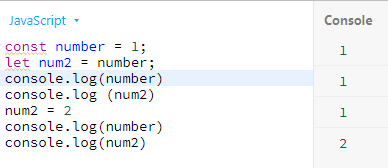 JavaScript Console
const number = 1;
let num2 = number;
console.log(number)
console.log (num2)
num2 = 2
console.log(number)
console.log(num2)
1
1
1
2